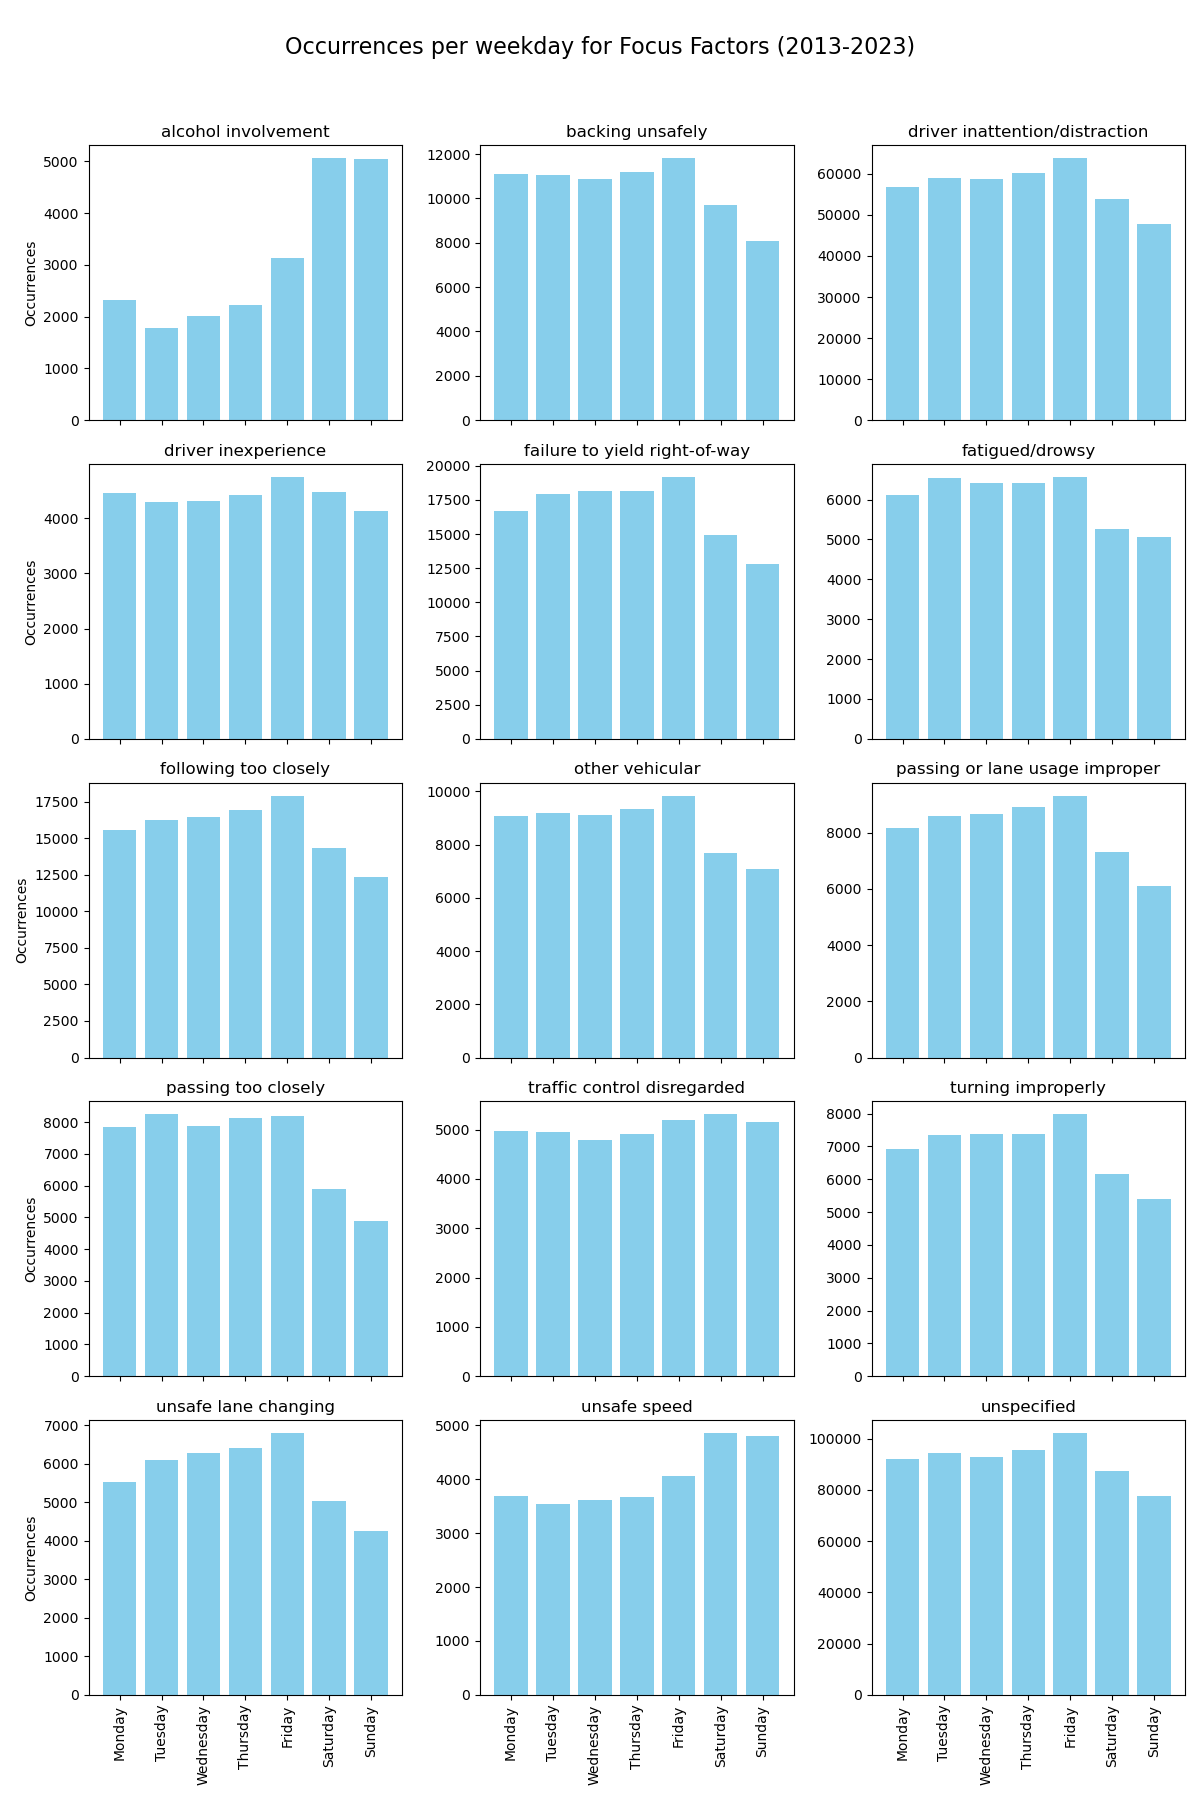 Occurrences per weekday for Focus Factors (2013-2023)
alcohol involvement
5000
4000
3000
2000
1000
0
Occurrences
backing unsafely
12000
10000
8000
6000
4000
2000
0
driver inattention/distraction
60000
50000
40000
30000
20000
10000
0
driver inexperience
4000
3000
2000
1000
0
Occurrences
failure to yield right-of-way
20000
17500
15000
12500
10000
7500
5000
2500
0
fatigued/drowsy
6000
5000
4000
3000
2000
1000
0
following too closely
17500
15000
12500
10000
7500
5000
2500
0
Occurrences
other vehicular
10000
8000
6000
4000
2000
0
passing or lane usage improper
8000
6000
4000
2000
0
passing too closely
8000
7000
6000
5000
4000
3000
2000
1000
0
Occurrences
traffic control disregarded
5000
4000
3000
2000
1000
0
turning improperly
8000
7000
6000
5000
4000
3000
2000
1000
0
unsafe lane changing
7000
6000
5000
4000
3000
2000
1000
0
Occurrences
Monday
Tuesday
Wednesday
Thursday
Friday
Saturday
Sunday
unsafe speed
5000
4000
3000
2000
1000
0
Monday
Tuesday
Wednesday
Thursday
Friday
Saturday
Sunday
unspecified
100000
80000
60000
40000
20000
0
Monday
Tuesday
Wednesday
Thursday
Friday
Saturday
Sunday